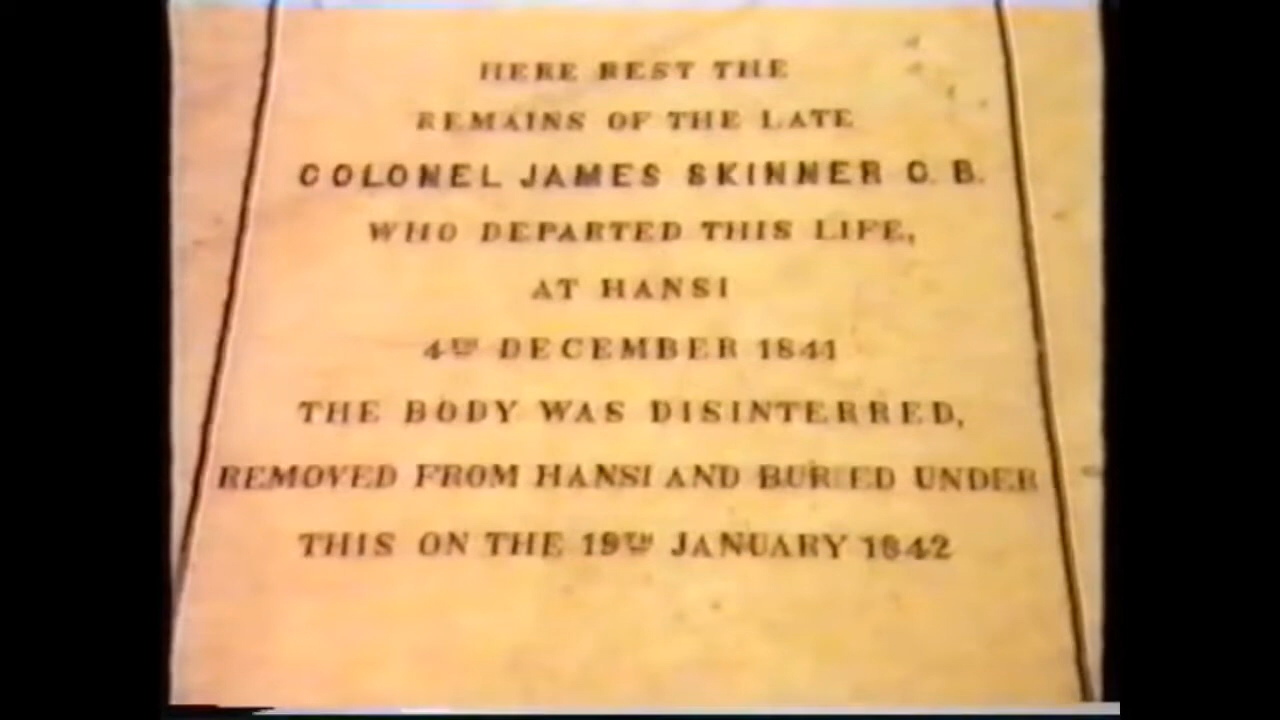 HERE REST THE
REMAINS OF THE LATE
COLONEL JAMES SKINNER C. B.
WHO DEPARTED THIS LIFE,
AT HANSI
4TH DECEMBER 1841
THE BODY WAS DISINTERRED,
REMOVED FROM HANSI AND BURIED UNDER
THIS ON THE 19TH JANUARY 1842